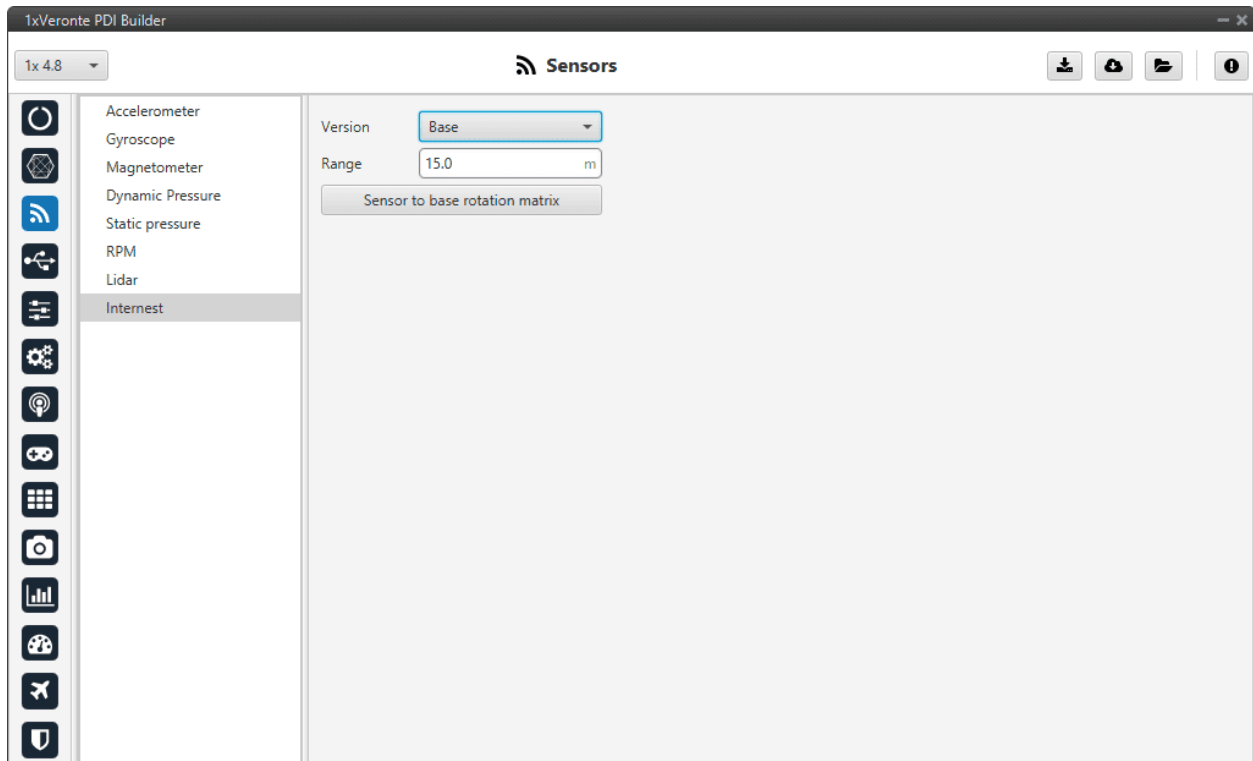 1xVeronte PDI Builder
1x 4.8
Sensors
Accelerometer
Gyroscope
Magnetometer
Dynamic Pressure
Static pressure
RPM
Lidar
Internest
Version Base
Range 15.0 m
Sensor to base rotation matrix